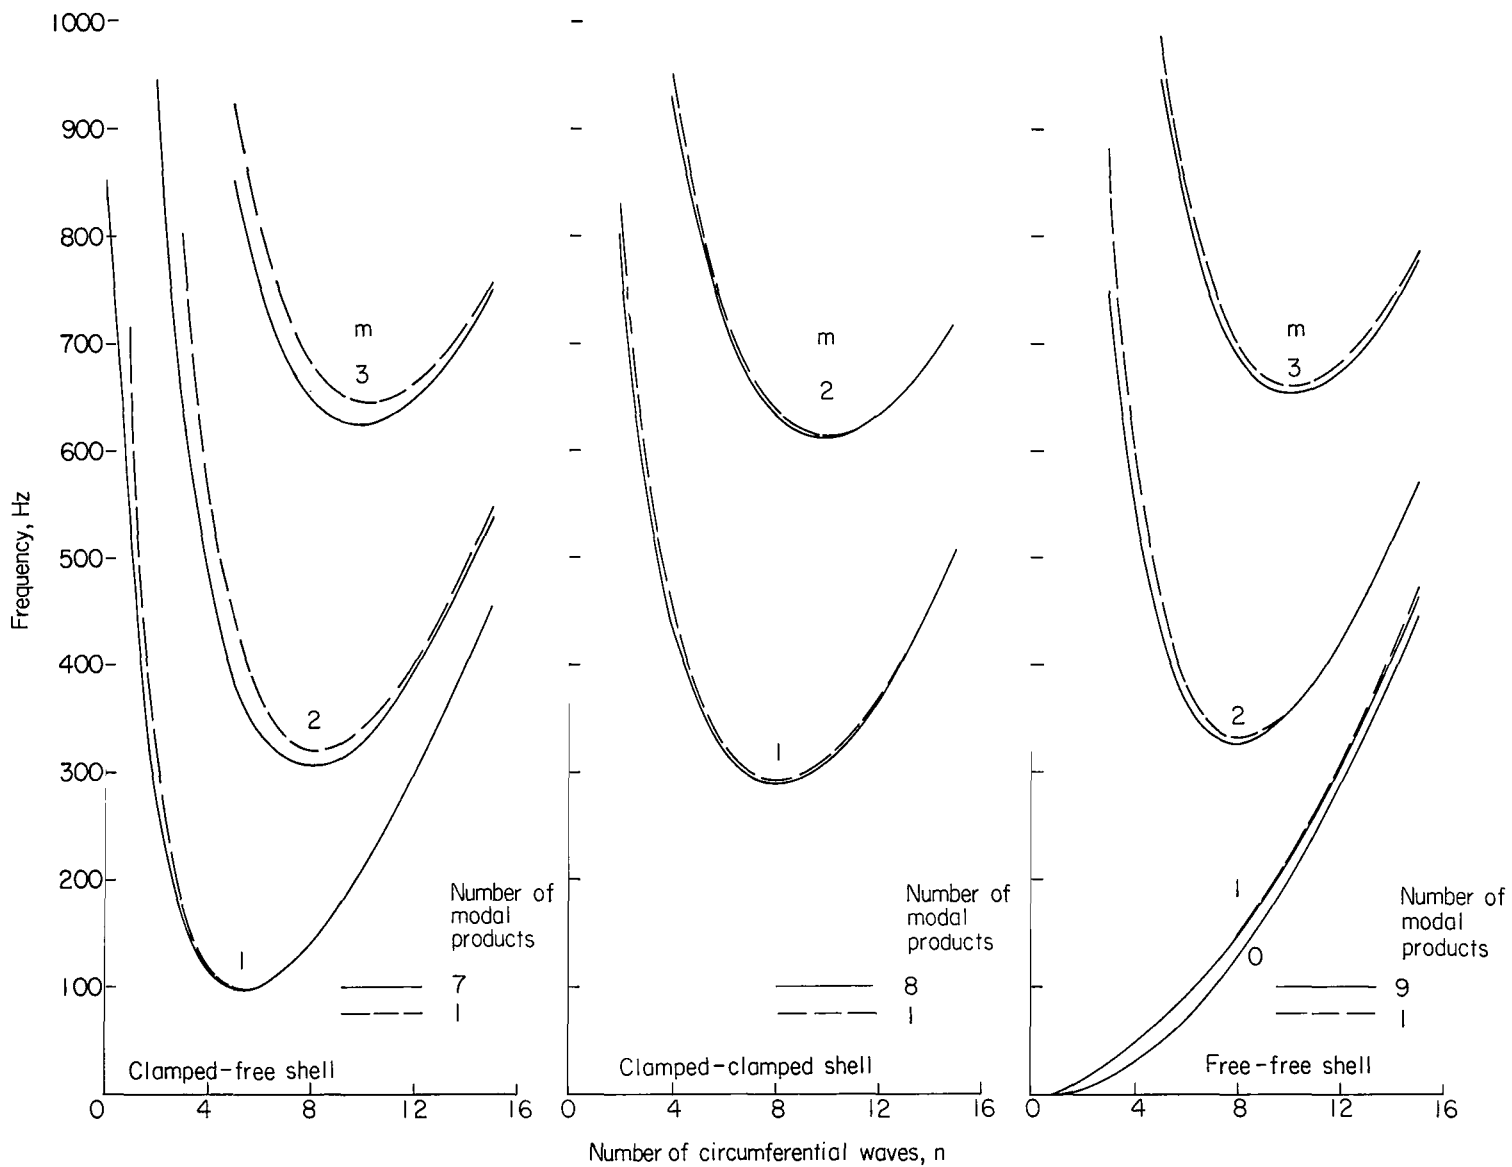 Frequency, Hz
1000
900
800
700
600
500
400
300
200
100
0
4
8
12
16
m
3
2
1
Number of
modal
products
7
1
Clamped-free shell
m
2
1
Number of
modal
products
8
1
Clamped-clamped shell
0
4
8
12
16
m
3
2
1
0
Number of
modal
products
9
1
Free-free shell
0
4
8
12
16
Number of circumferential waves, n